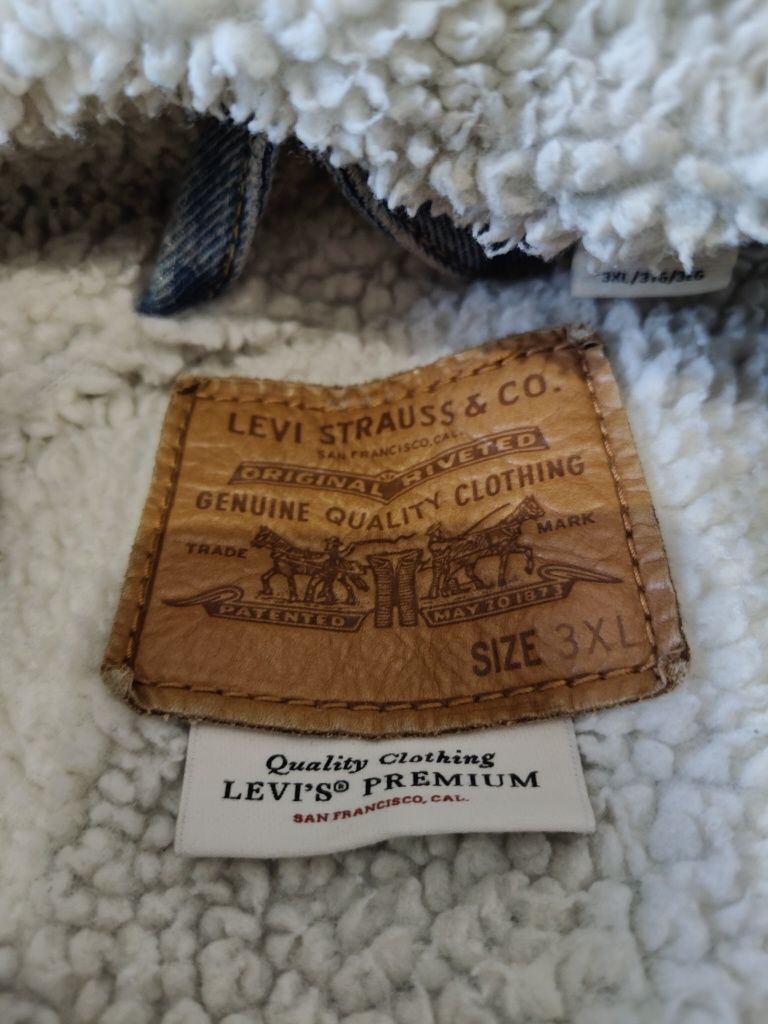 LEVI STRAUSS & CO.
SAN FRANCISCO, CAL.
ORIGINAL RIVETED
GENUINE QUALITY CLOTHING
TRADE MARK
PATENTED MAY 20 1873
SIZE 3XL
Quality Clothing
LEVI'S® PREMIUM
SAN FRANCISCO, CAL.